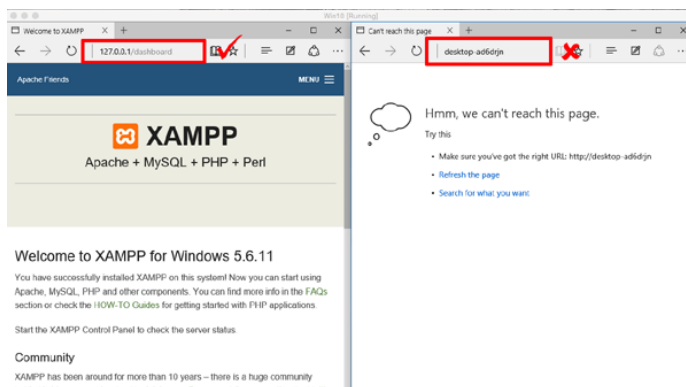 Win10 [Running]
Welcome to XAMPP
127.0.0.1/dashboard
Apache Friends
MENU
XAMPP
Apache + MySQL + PHP + Perl
Welcome to XAMPP for Windows 5.6.11
You have successfully installed XAMPP on this system! Now you can start using
Apache, MySQL, PHP and other components. You can find more info in the FAQs
section or check the HOW-TO Guides for getting started with PHP applications.
Start the XAMPP Control Panel to check the server status.
Community
XAMPP has been around for more than 10 years – there is a huge community
Can't reach this page
desktop-ad6drjn
Hmm, we can't reach this page.
Try this
• Make sure you've got the right URL: http://desktop-ad6drjn
• Refresh the page
• Search for what you want